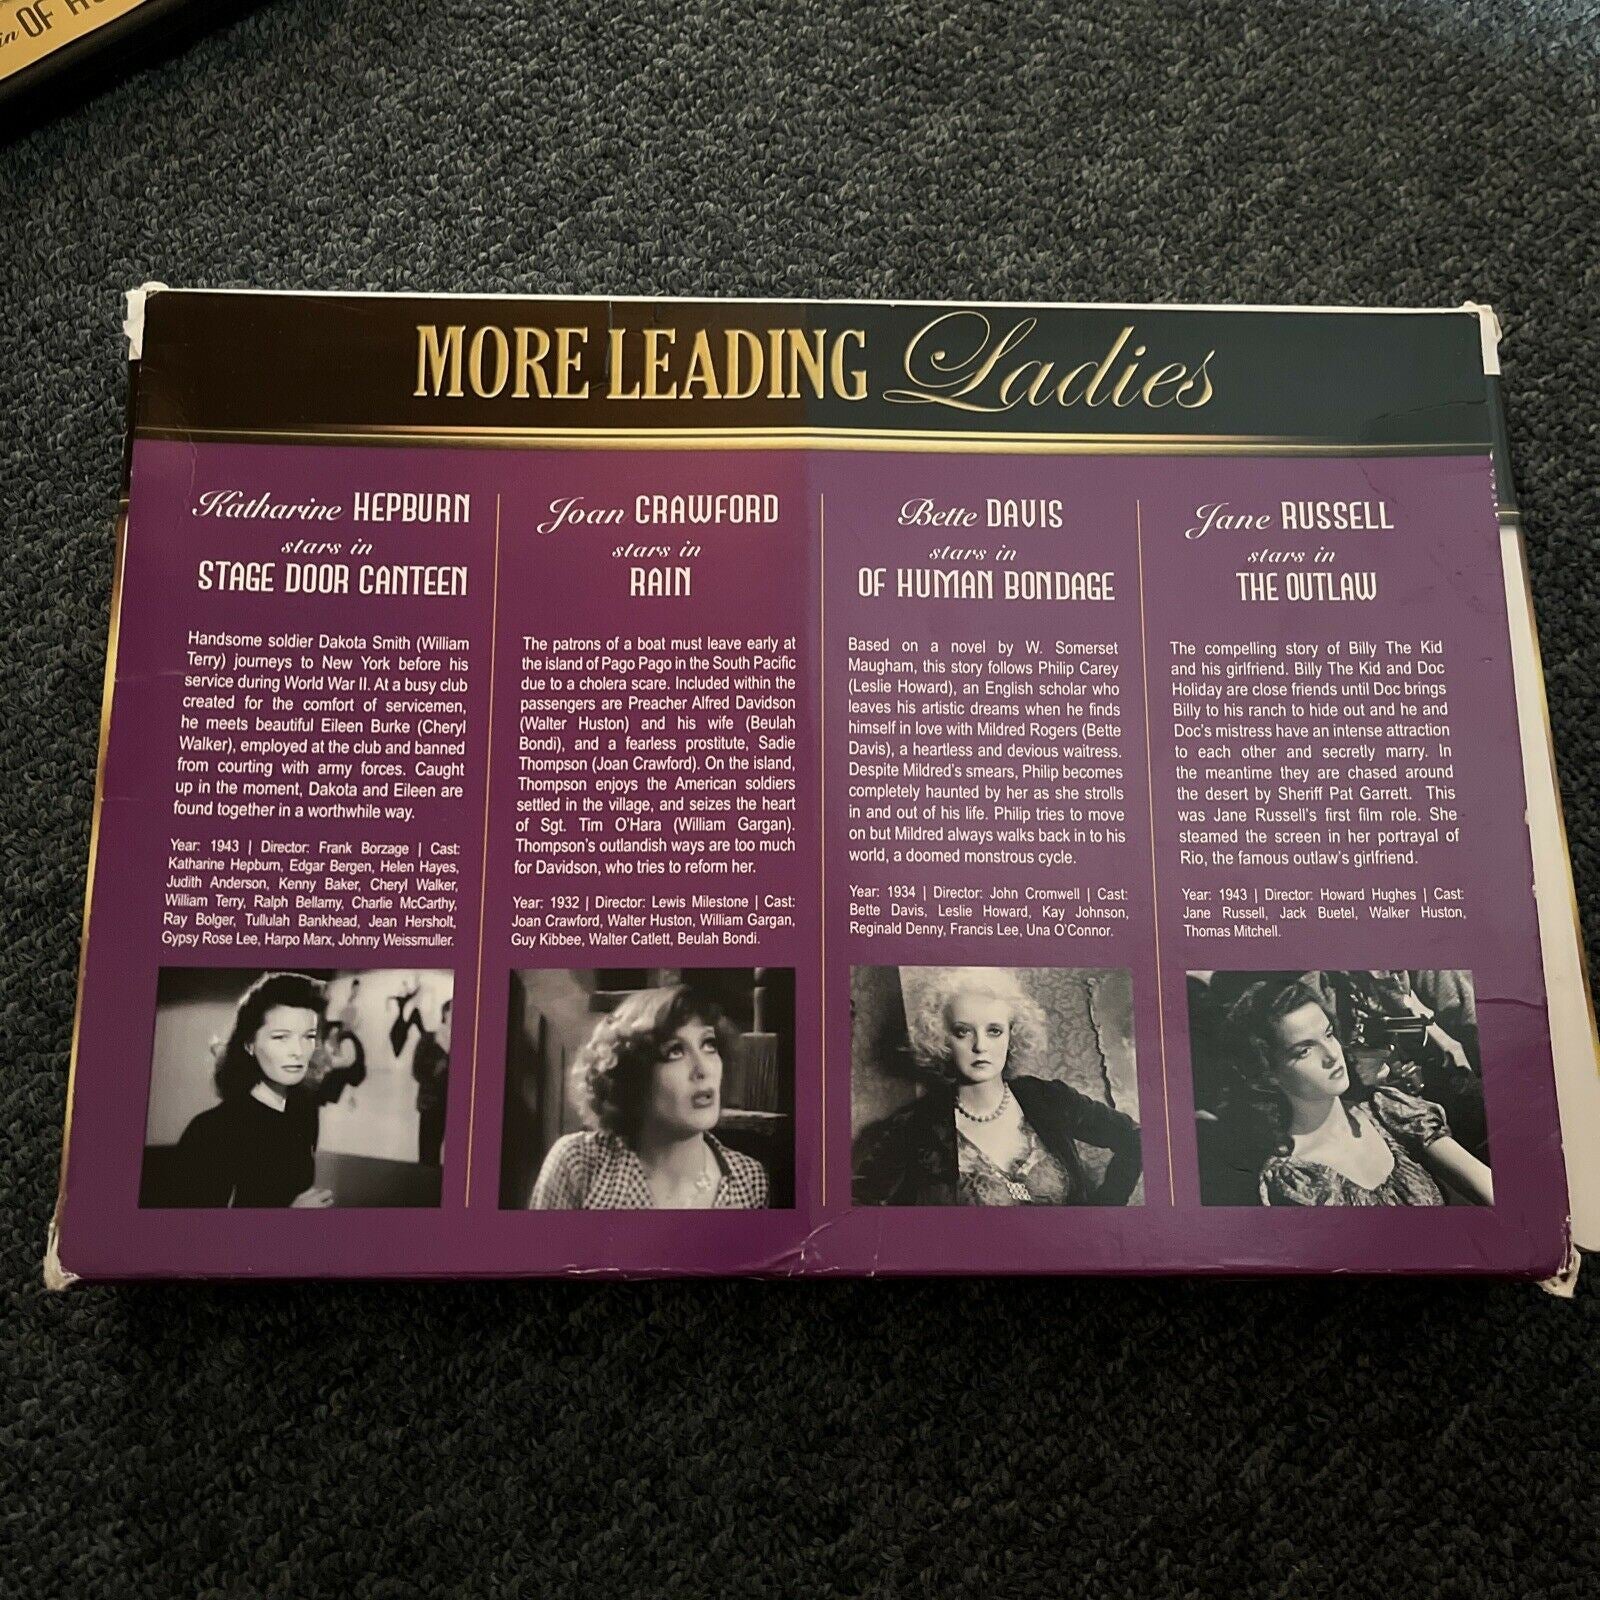 in OF HU
MORE LEADING Ladies
Katharine HEPBURN
stars in
STAGE DOOR CANTEEN
Handsome soldier Dakota Smith (William
Terry) journeys to New York before his
service during World War II. At a busy club
created for the comfort of servicemen,
he meets beautiful Eileen Burke (Cheryl
Walker), employed at the club and banned
from courting with army forces. Caught
up in the moment, Dakota and Eileen are
found together in a worthwhile way.
Year: 1943 | Director: Frank Borzage | Cast:
Katharine Hepburn, Edgar Bergen, Helen Hayes,
Judith Anderson, Kenny Baker, Cheryl Walker,
William Terry, Ralph Bellamy, Charlie McCarthy,
Ray Bolger, Tullulah Bankhead, Jean Hersholt,
Gypsy Rose Lee, Harpo Marx, Johnny Weissmuller.
Joan CRAWFORD
stars in
RAIN
The patrons of a boat must leave early at
the island of Pago Pago in the South Pacific
due to a cholera scare. Included within the
passengers are Preacher Alfred Davidson
(Walter Huston) and his wife (Beulah
Bondi), and a fearless prostitute, Sadie
Thompson (Joan Crawford). On the island,
Thompson enjoys the American soldiers
settled in the village, and seizes the heart
of Sgt. Tim O'Hara (William Gargan).
Thompson's outlandish ways are too much
for Davidson, who tries to reform her.
Year: 1932 | Director: Lewis Milestone | Cast:
Joan Crawford, Walter Huston, William Gargan,
Guy Kibbee, Walter Catlett, Beulah Bondi.
Bette DAVIS
stars in
OF HUMAN BONDAGE
Based on a novel by W. Somerset
Maugham, this story follows Philip Carey
(Leslie Howard), an English scholar who
leaves his artistic dreams when he finds
himself in love with Mildred Rogers (Bette
Davis), a heartless and devious waitress.
Despite Mildred's smears, Philip becomes
completely haunted by her as she strolls
in and out of his life. Philip tries to move
on but Mildred always walks back in to his
world, a doomed monstrous cycle.
Year: 1934 | Director: John Cromwell | Cast:
Bette Davis, Leslie Howard, Kay Johnson,
Reginald Denny, Francis Lee, Una O'Connor.
Jane RUSSELL
stars in
THE OUTLAW
The compelling story of Billy The Kid
and his girlfriend. Billy The Kid and Doc
Holiday are close friends until Doc brings
Billy to his ranch to hide out and he and
Doc's mistress have an intense attraction
to each other and secretly marry. In
the meantime they are chased around
the desert by Sheriff Pat Garrett. This
was Jane Russell's first film role. She
steamed the screen in her portrayal of
Rio, the famous outlaw's girlfriend.
Year: 1943 | Director: Howard Hughes | Cast:
Jane Russell, Jack Buetel, Walker Huston,
Thomas Mitchell.